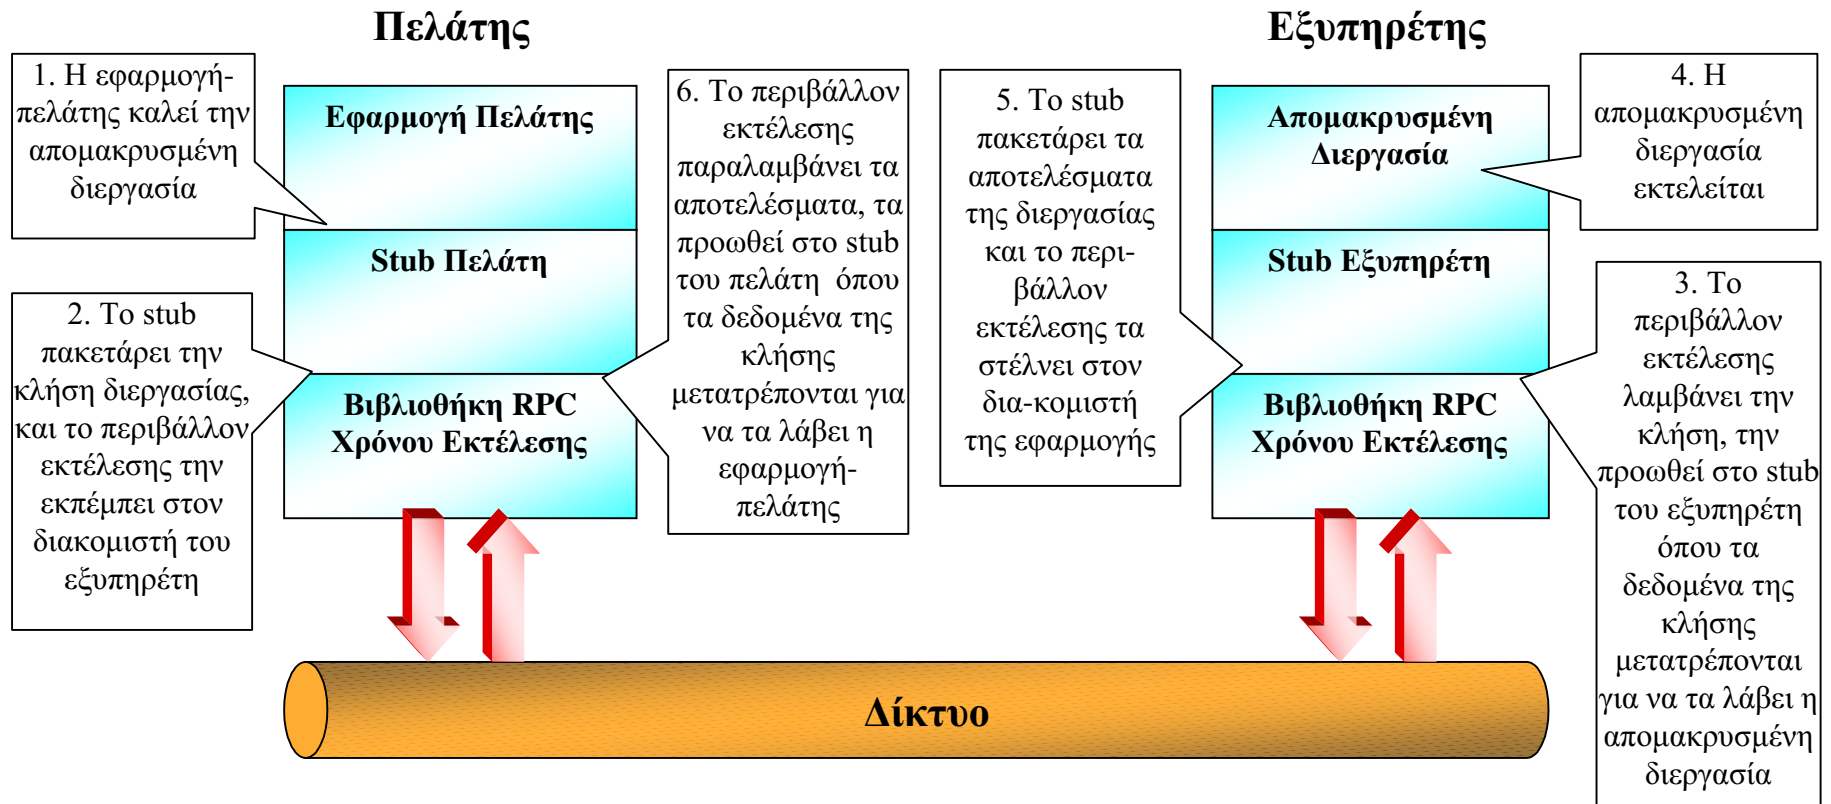 Πελάτης
Εξυπηρέτης
1. Η εφαρμογή-
πελάτης καλεί την
απομακρυσμένη
διεργασία
Εφαρμογή Πελάτης
Stub Πελάτη
Βιβλιοθήκη RPC
Χρόνου Εκτέλεσης
2. Το stub
πακετάρει την
κλήση διεργασίας,
και το περιβάλλον
εκτέλεσης την
εκπέμπει στον
διακομιστή του
εξυπηρέτη
6. Το περιβάλλον
εκτέλεσης
παραλαμβάνει τα
αποτελέσματα, τα
προωθεί στο stub
του πελάτη όπου
τα δεδομένα της
κλήσης
μετατρέπονται για
να τα λάβει η
εφαρμογή-
πελάτης
5. Το stub
πακετάρει τα
αποτελέσματα
της διεργασίας
και το περι-
βάλλον
εκτέλεσης τα
στέλνει στον
δια-κομιστή
της εφαρμογής
Απομακρυσμένη
Διεργασία
Stub Εξυπηρέτη
Βιβλιοθήκη RPC
Χρόνου Εκτέλεσης
4. Η
απομακρυσμένη
διεργασία
εκτελείται
3. Το
περιβάλλον
εκτέλεσης
λαμβάνει την
κλήση, την
προωθεί στο stub
του εξυπηρέτη
όπου τα
δεδομένα της
κλήσης
μετατρέπονται
για να τα λάβει η
απομακρυσμένη
διεργασία
Δίκτυο